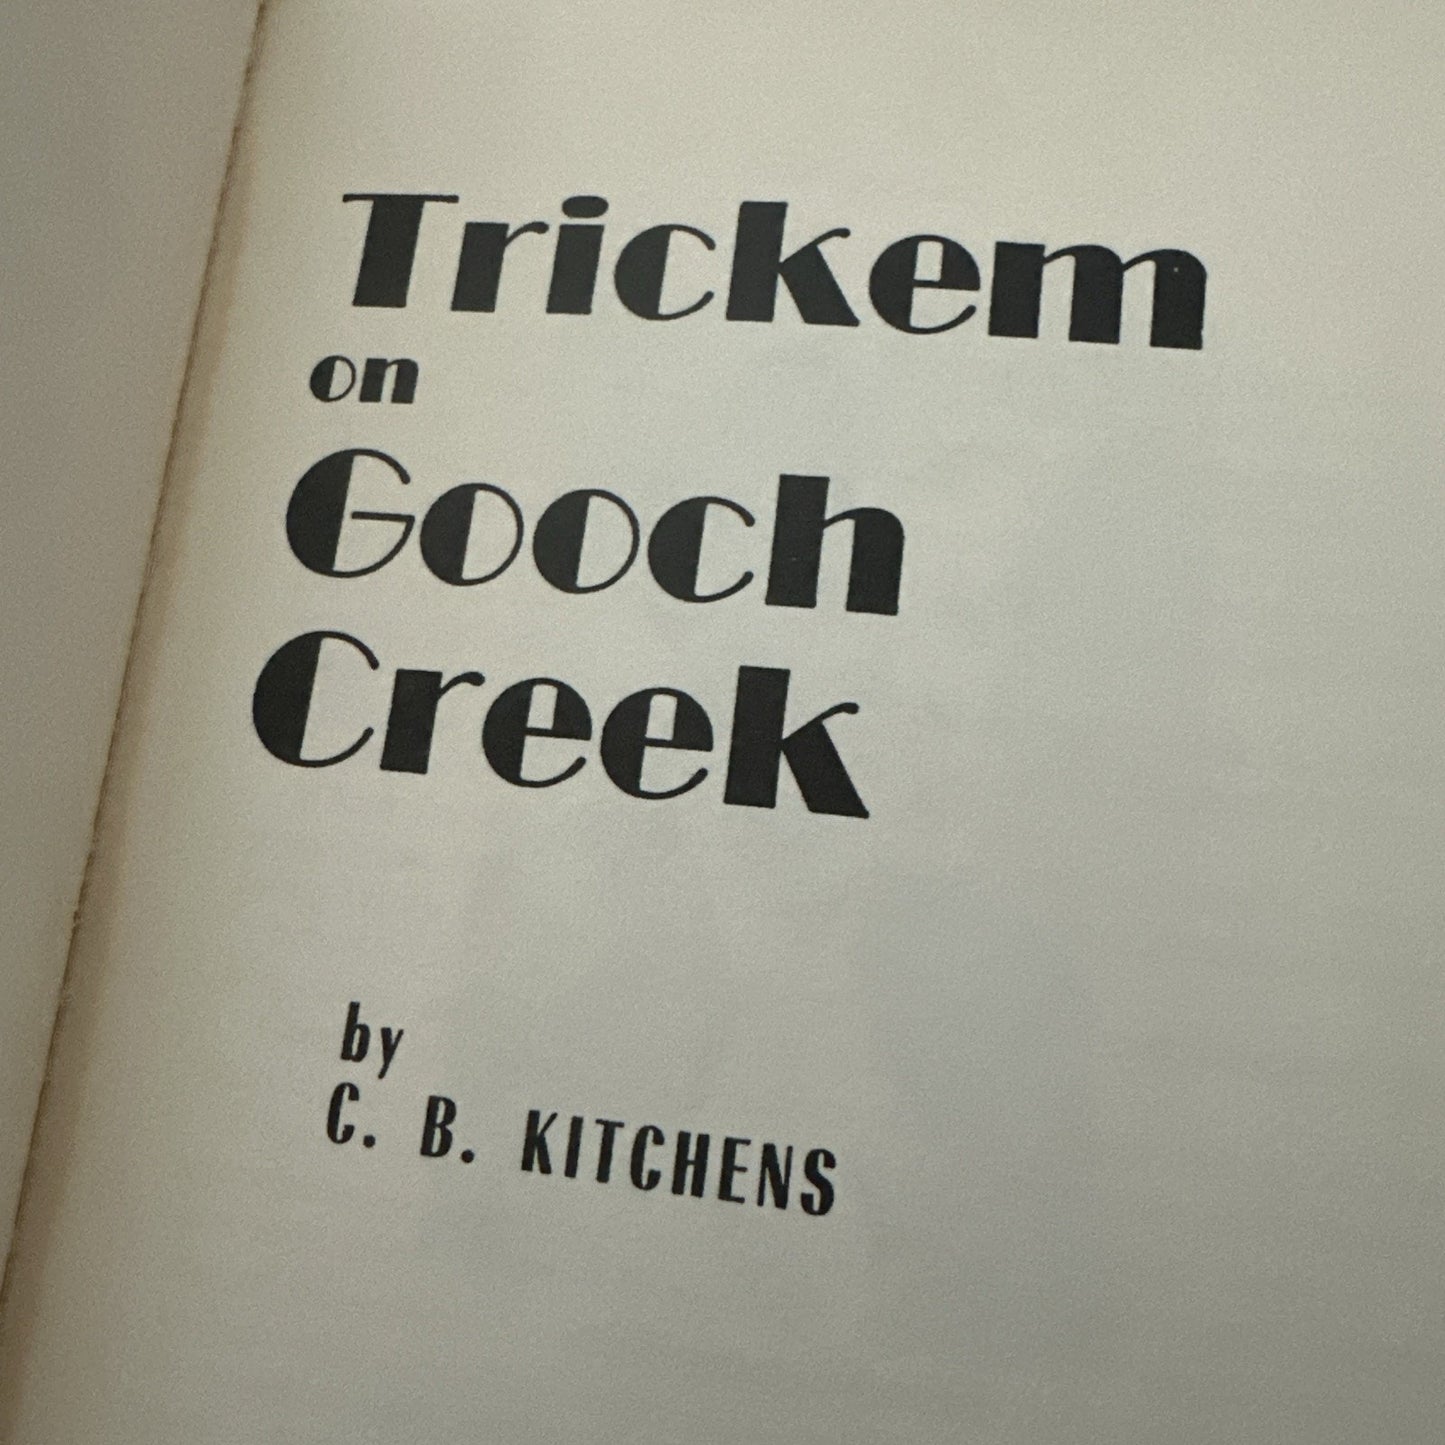 Trickem
on
Gooch
Creek
by
C. B. KITCHENS